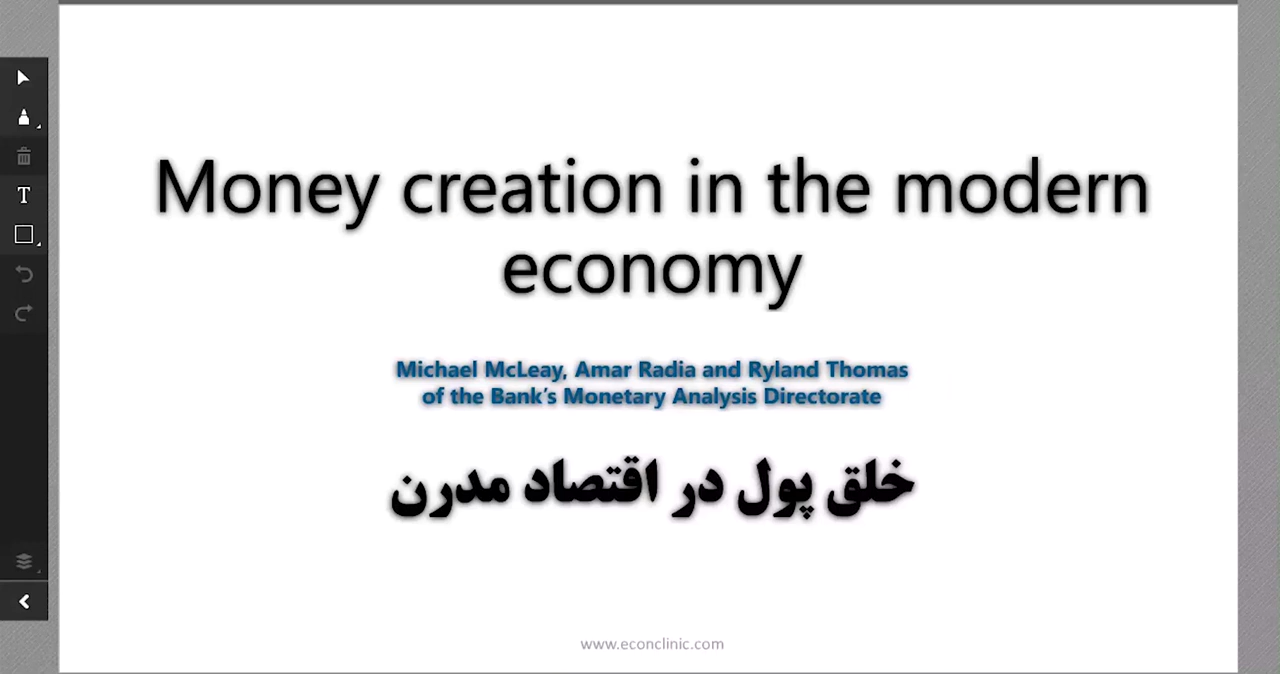 Money creation in the modern
economy
Michael McLeay, Amar Radia and Ryland Thomas
of the Bank’s Monetary Analysis Directorate
خلق پول در اقتصاد مدرن
www.econclinic.com